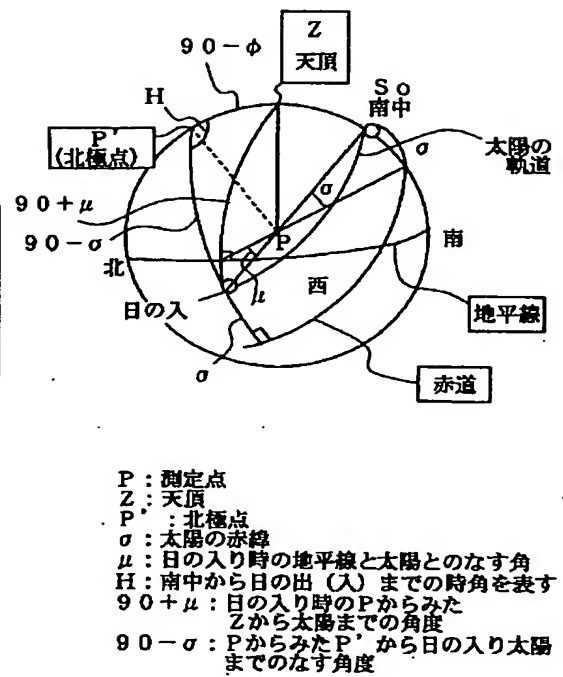 90-φ
Z
天頂
H
So
南中
P'
(北極点)
σ
太陽の
軌道
σ
90+μ
90-σ
P
北
南
μ
西
日の入
地平線
σ
赤道
P:測定点
Z:天頂
P':北極点
σ:太陽の赤緯
μ:日の入り時の地平線と太陽とのなす角
H:南中から日の出(入)までの時角を表す
90+μ:日の入り時のPからみた
Zから太陽までの角度
90-σ:PからみたP'から日の入り太陽
までのなす角度